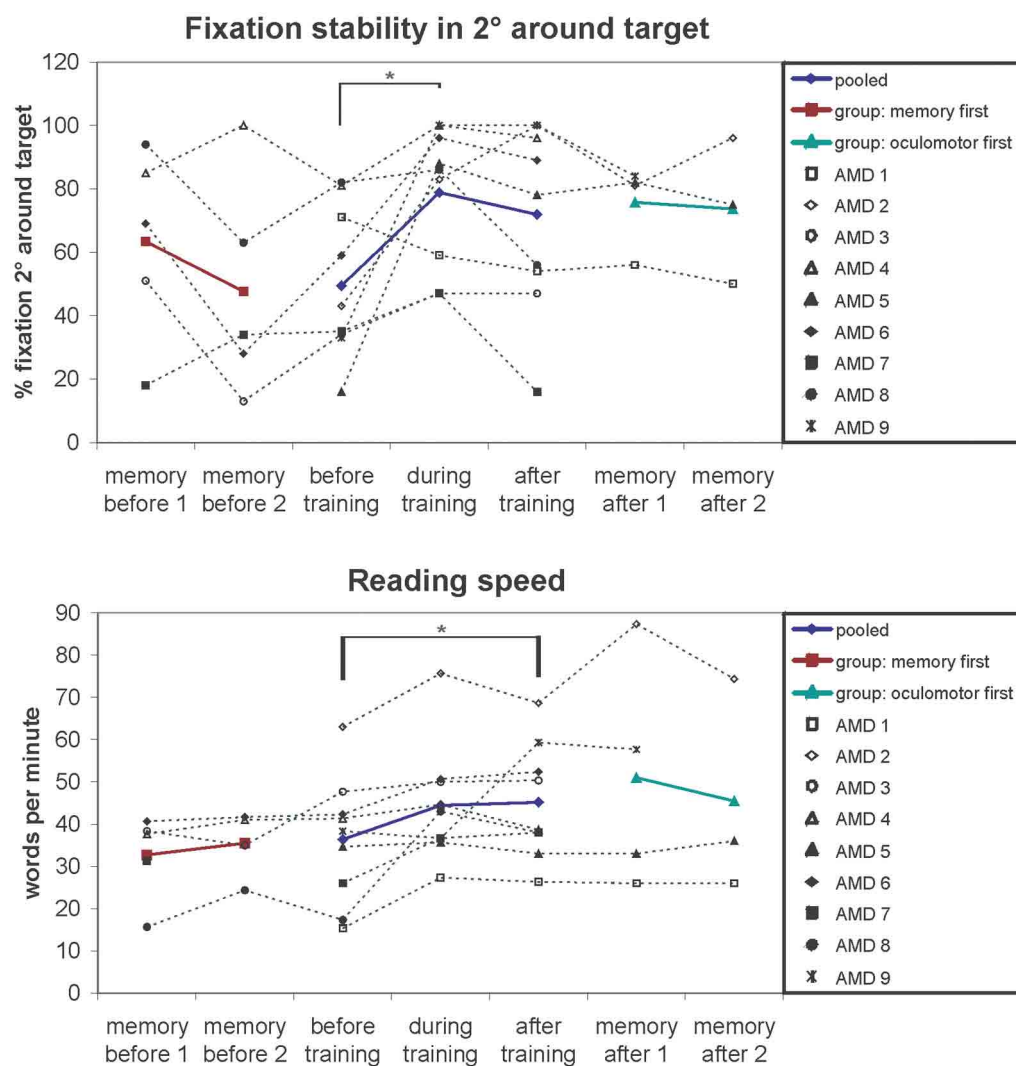 Fixation stability in 2° around target
% fixation 2° around target
120
100
80
60
40
20
0
*
memory before 1
memory before 2
before training
during training
after training
memory after 1
memory after 2
pooled
group: memory first
group: oculomotor first
AMD 1
AMD 2
AMD 3
AMD 4
AMD 5
AMD 6
AMD 7
AMD 8
AMD 9
Reading speed
words per minute
90
80
70
60
50
40
30
20
10
0
*
memory before 1
memory before 2
before training
during training
after training
memory after 1
memory after 2
pooled
group: memory first
group: oculomotor first
AMD 1
AMD 2
AMD 3
AMD 4
AMD 5
AMD 6
AMD 7
AMD 8
AMD 9